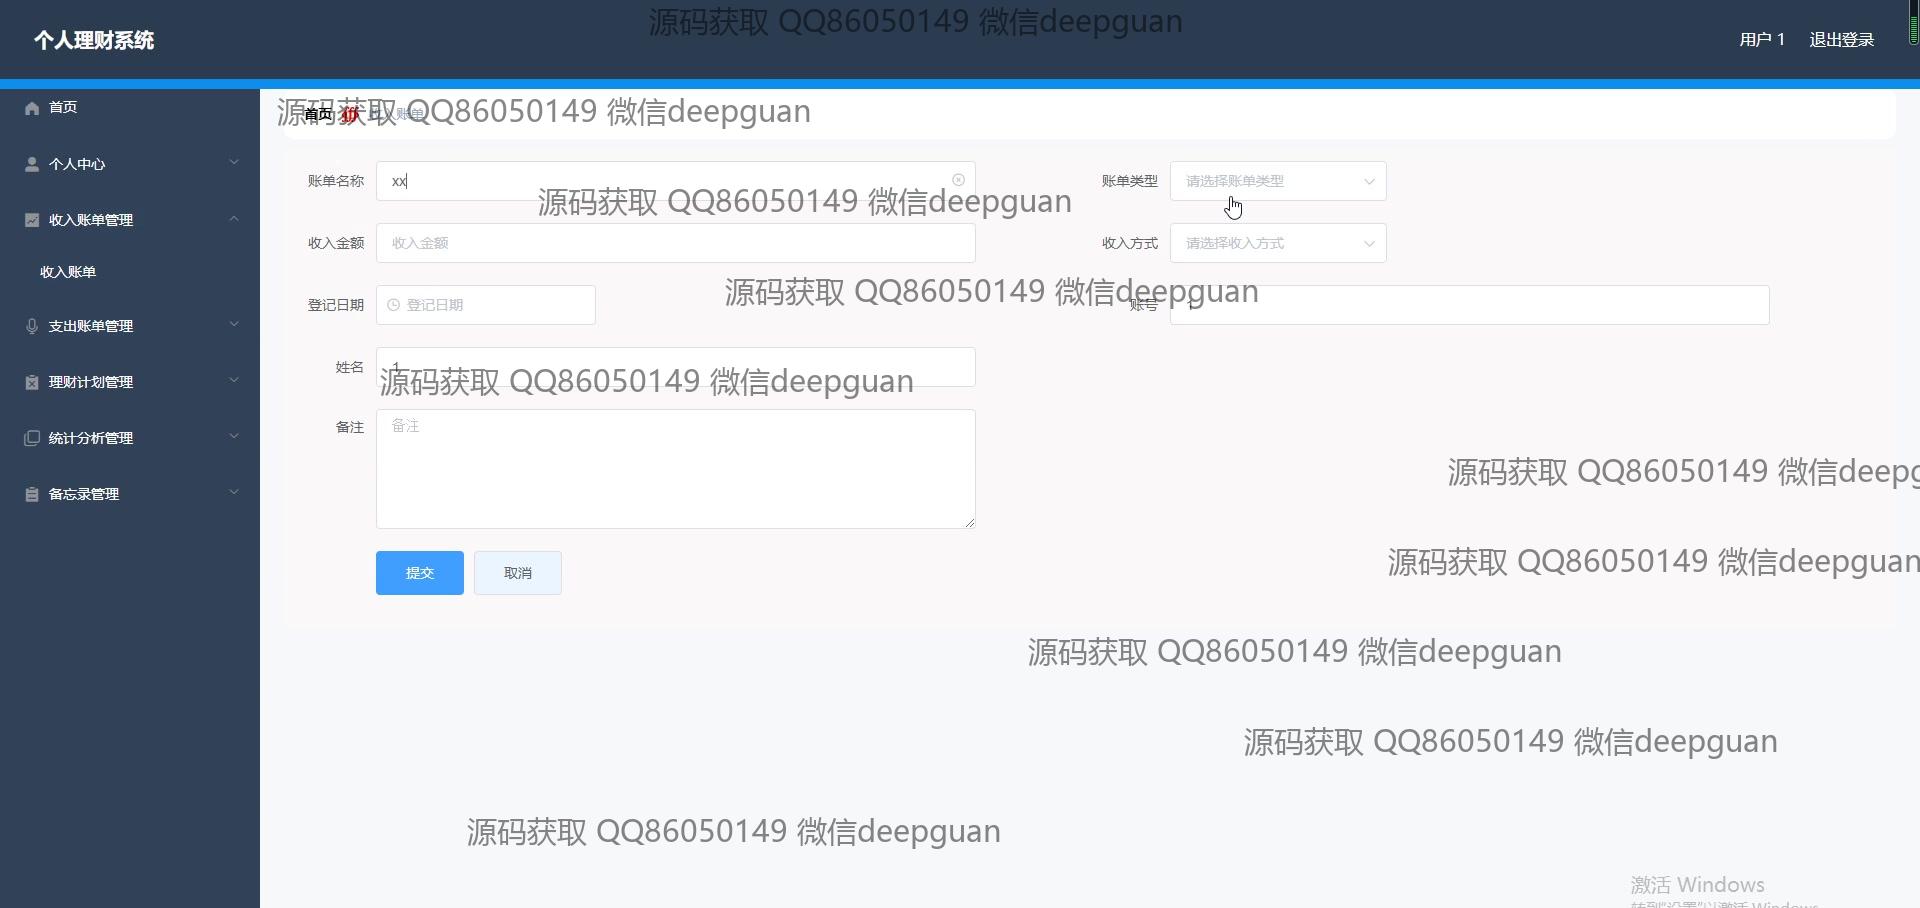 源码获取 QQ86050149 微信deepguan
个人理财系统
用户 1
退出登录
首页
源码获取 QQ86050149 微信deepguan
首页 收入账单
个人中心
账单名称
xx
账单类型
请选择账单类型
源码获取 QQ86050149 微信deepguan
收入账单管理
收入金额
收入金额
收入方式
请选择收入方式
收入账单
源码获取 QQ86050149 微信deepguan
登记日期
登记日期
账号
1
支出账单管理
姓名
1
源码获取 QQ86050149 微信deepguan
理财计划管理
备注
备注
统计分析管理
源码获取 QQ86050149 微信deepg
备忘录管理
源码获取 QQ86050149 微信deepguan
提交
取消
源码获取 QQ86050149 微信deepguan
源码获取 QQ86050149 微信deepguan
源码获取 QQ86050149 微信deepguan
激活 Windows
转到"设置"以激活 Windows